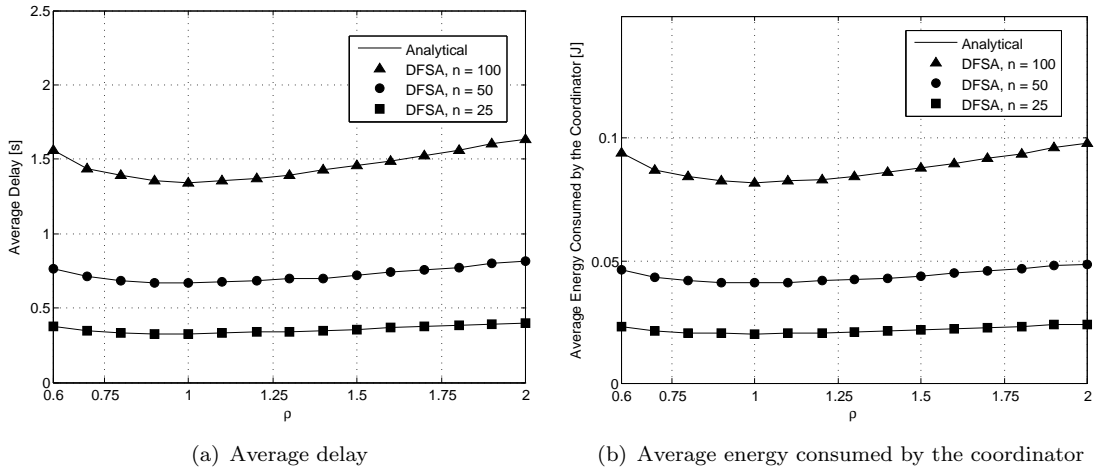 2.5
2
1.5
1
0.5
0
Average Delay [s]
Analytical
DFSA, n = 100
DFSA, n = 50
DFSA, n = 25
0.6 0.75 1 1.25 1.5 1.75 2
ρ
(a) Average delay
0.1
0.05
0
Average Energy Consumed by the Coordinator [J]
Analytical
DFSA, n = 100
DFSA, n = 50
DFSA, n = 25
0.6 0.75 1 1.25 1.5 1.75 2
ρ
(b) Average energy consumed by the coordinator